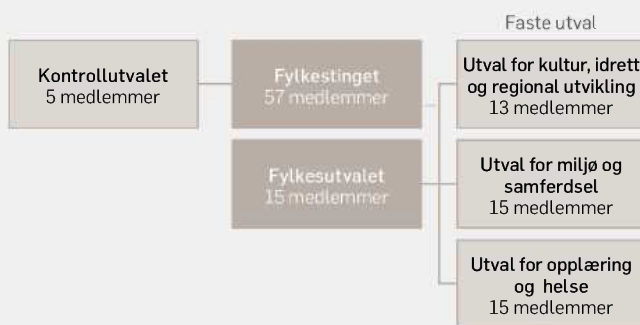 Faste utval
Kontrollutvalet
5 medlemmer
Fylkestinget
57 medlemmer
Utval for kultur, idrett
og regional utvikling
13 medlemmer
Fylkesutvalet
15 medlemmer
Utval for miljø og
samferdsel
15 medlemmer
Utval for opplæring
og helse
15 medlemmer